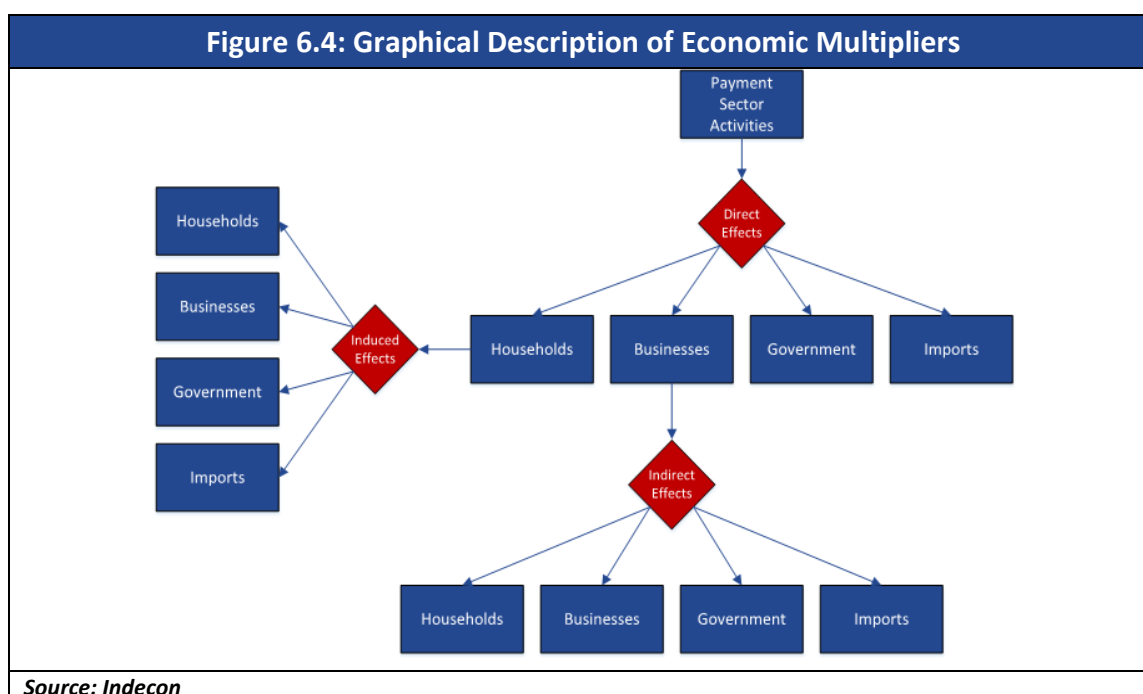 Figure 6.4: Graphical Description of Economic Multipliers
Payment
Sector
Activities
Direct
Effects
Households
Businesses
Government
Imports
Induced
Effects
Households
Businesses
Government
Imports
Indirect
Effects
Households
Businesses
Government
Imports
Source: Indecon